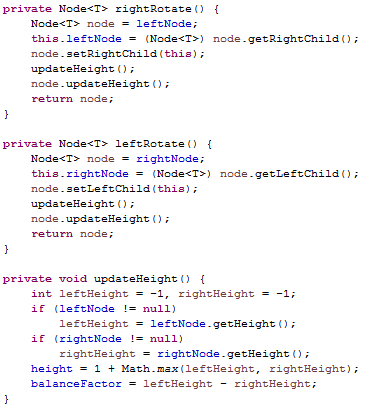 private Node<T> rightRotate() {
    Node<T> node = leftNode;
    this.leftNode = (Node<T>) node.getRightChild();
    node.setRightChild(this);
    updateHeight();
    node.updateHeight();
    return node;
}

private Node<T> leftRotate() {
    Node<T> node = rightNode;
    this.rightNode = (Node<T>) node.getLeftChild();
    node.setLeftChild(this);
    updateHeight();
    node.updateHeight();
    return node;
}

private void updateHeight() {
    int leftHeight = -1, rightHeight = -1;
    if (leftNode != null)
        leftHeight = leftNode.getHeight();
    if (rightNode != null)
        rightHeight = rightNode.getHeight();
    height = 1 + Math.max(leftHeight, rightHeight);
    balanceFactor = leftHeight - rightHeight;
}